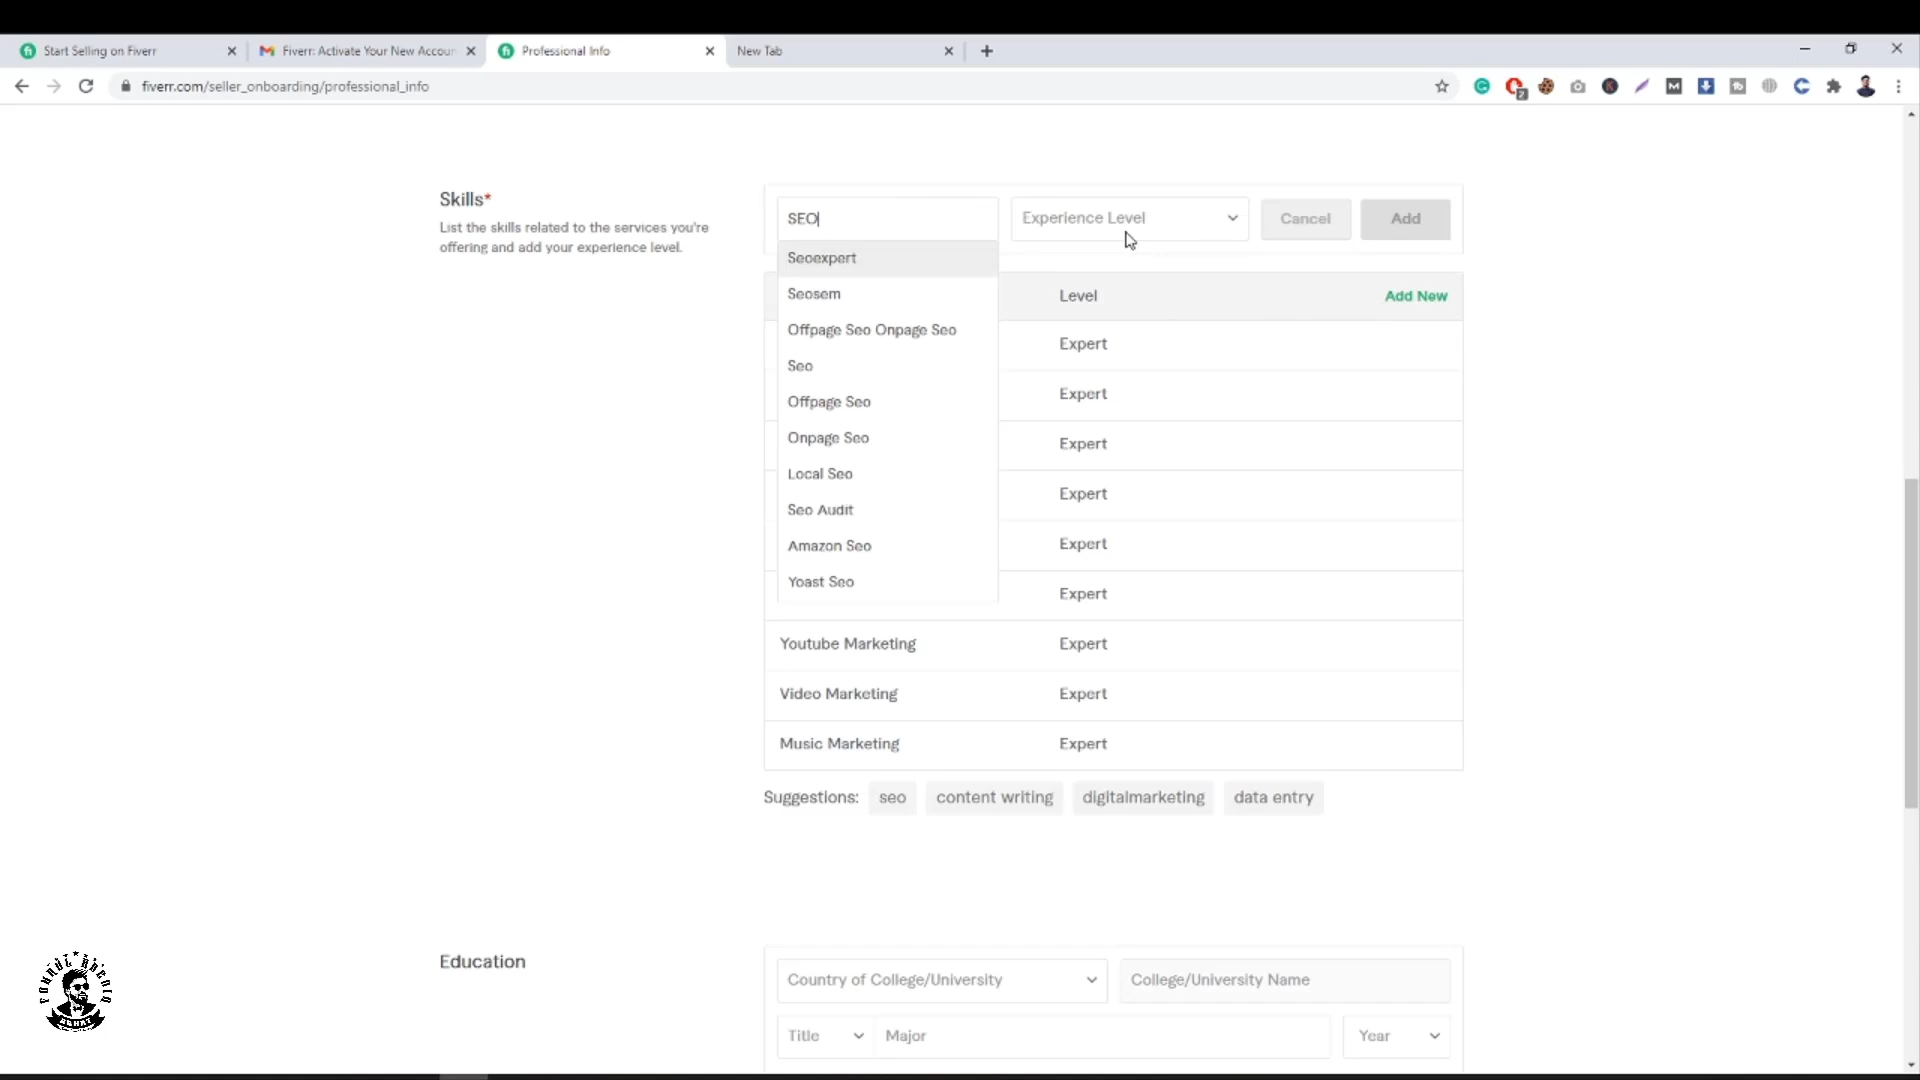 Start Selling on Fiverr
Fiverr: Activate Your New Accoun
Professional Info
New Tab
fiverr.com/seller_onboarding/professional_info
Skills*
List the skills related to the services you're
offering and add your experience level.
SEO
Experience Level
Cancel
Add
Seoexpert
Seosem
Offpage Seo Onpage Seo
Seo
Offpage Seo
Onpage Seo
Local Seo
Seo Audit
Amazon Seo
Yoast Seo
Level
Add New
Expert
Expert
Expert
Expert
Expert
Expert
Youtube Marketing Expert
Video Marketing Expert
Music Marketing Expert
Suggestions: seo content writing digitalmarketing data entry
Education
Country of College/University
College/University Name
Title
Major
Year